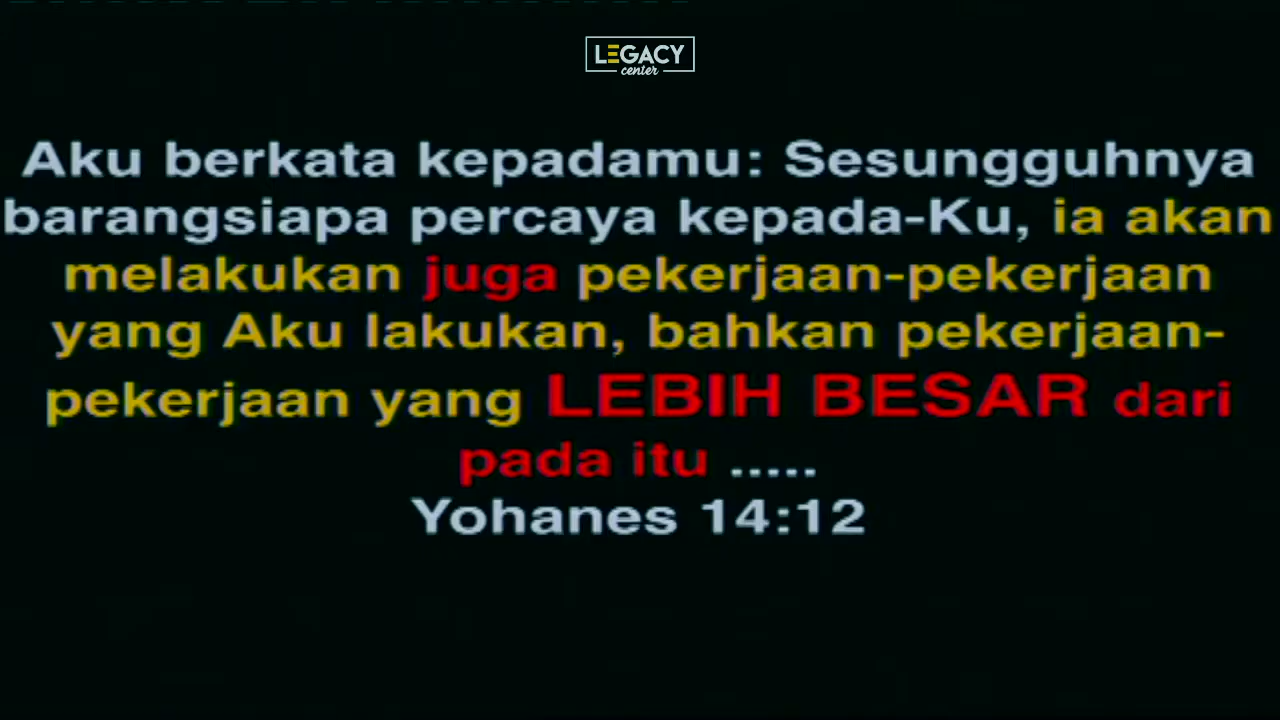 LEGACY
center
Aku berkata kepadamu: Sesungguhnya
barangsiapa percaya kepada-Ku, ia akan
melakukan juga pekerjaan-pekerjaan
yang Aku lakukan, bahkan pekerjaan-
pekerjaan yang LEBIH BESAR dari
pada itu .....
Yohanes 14:12